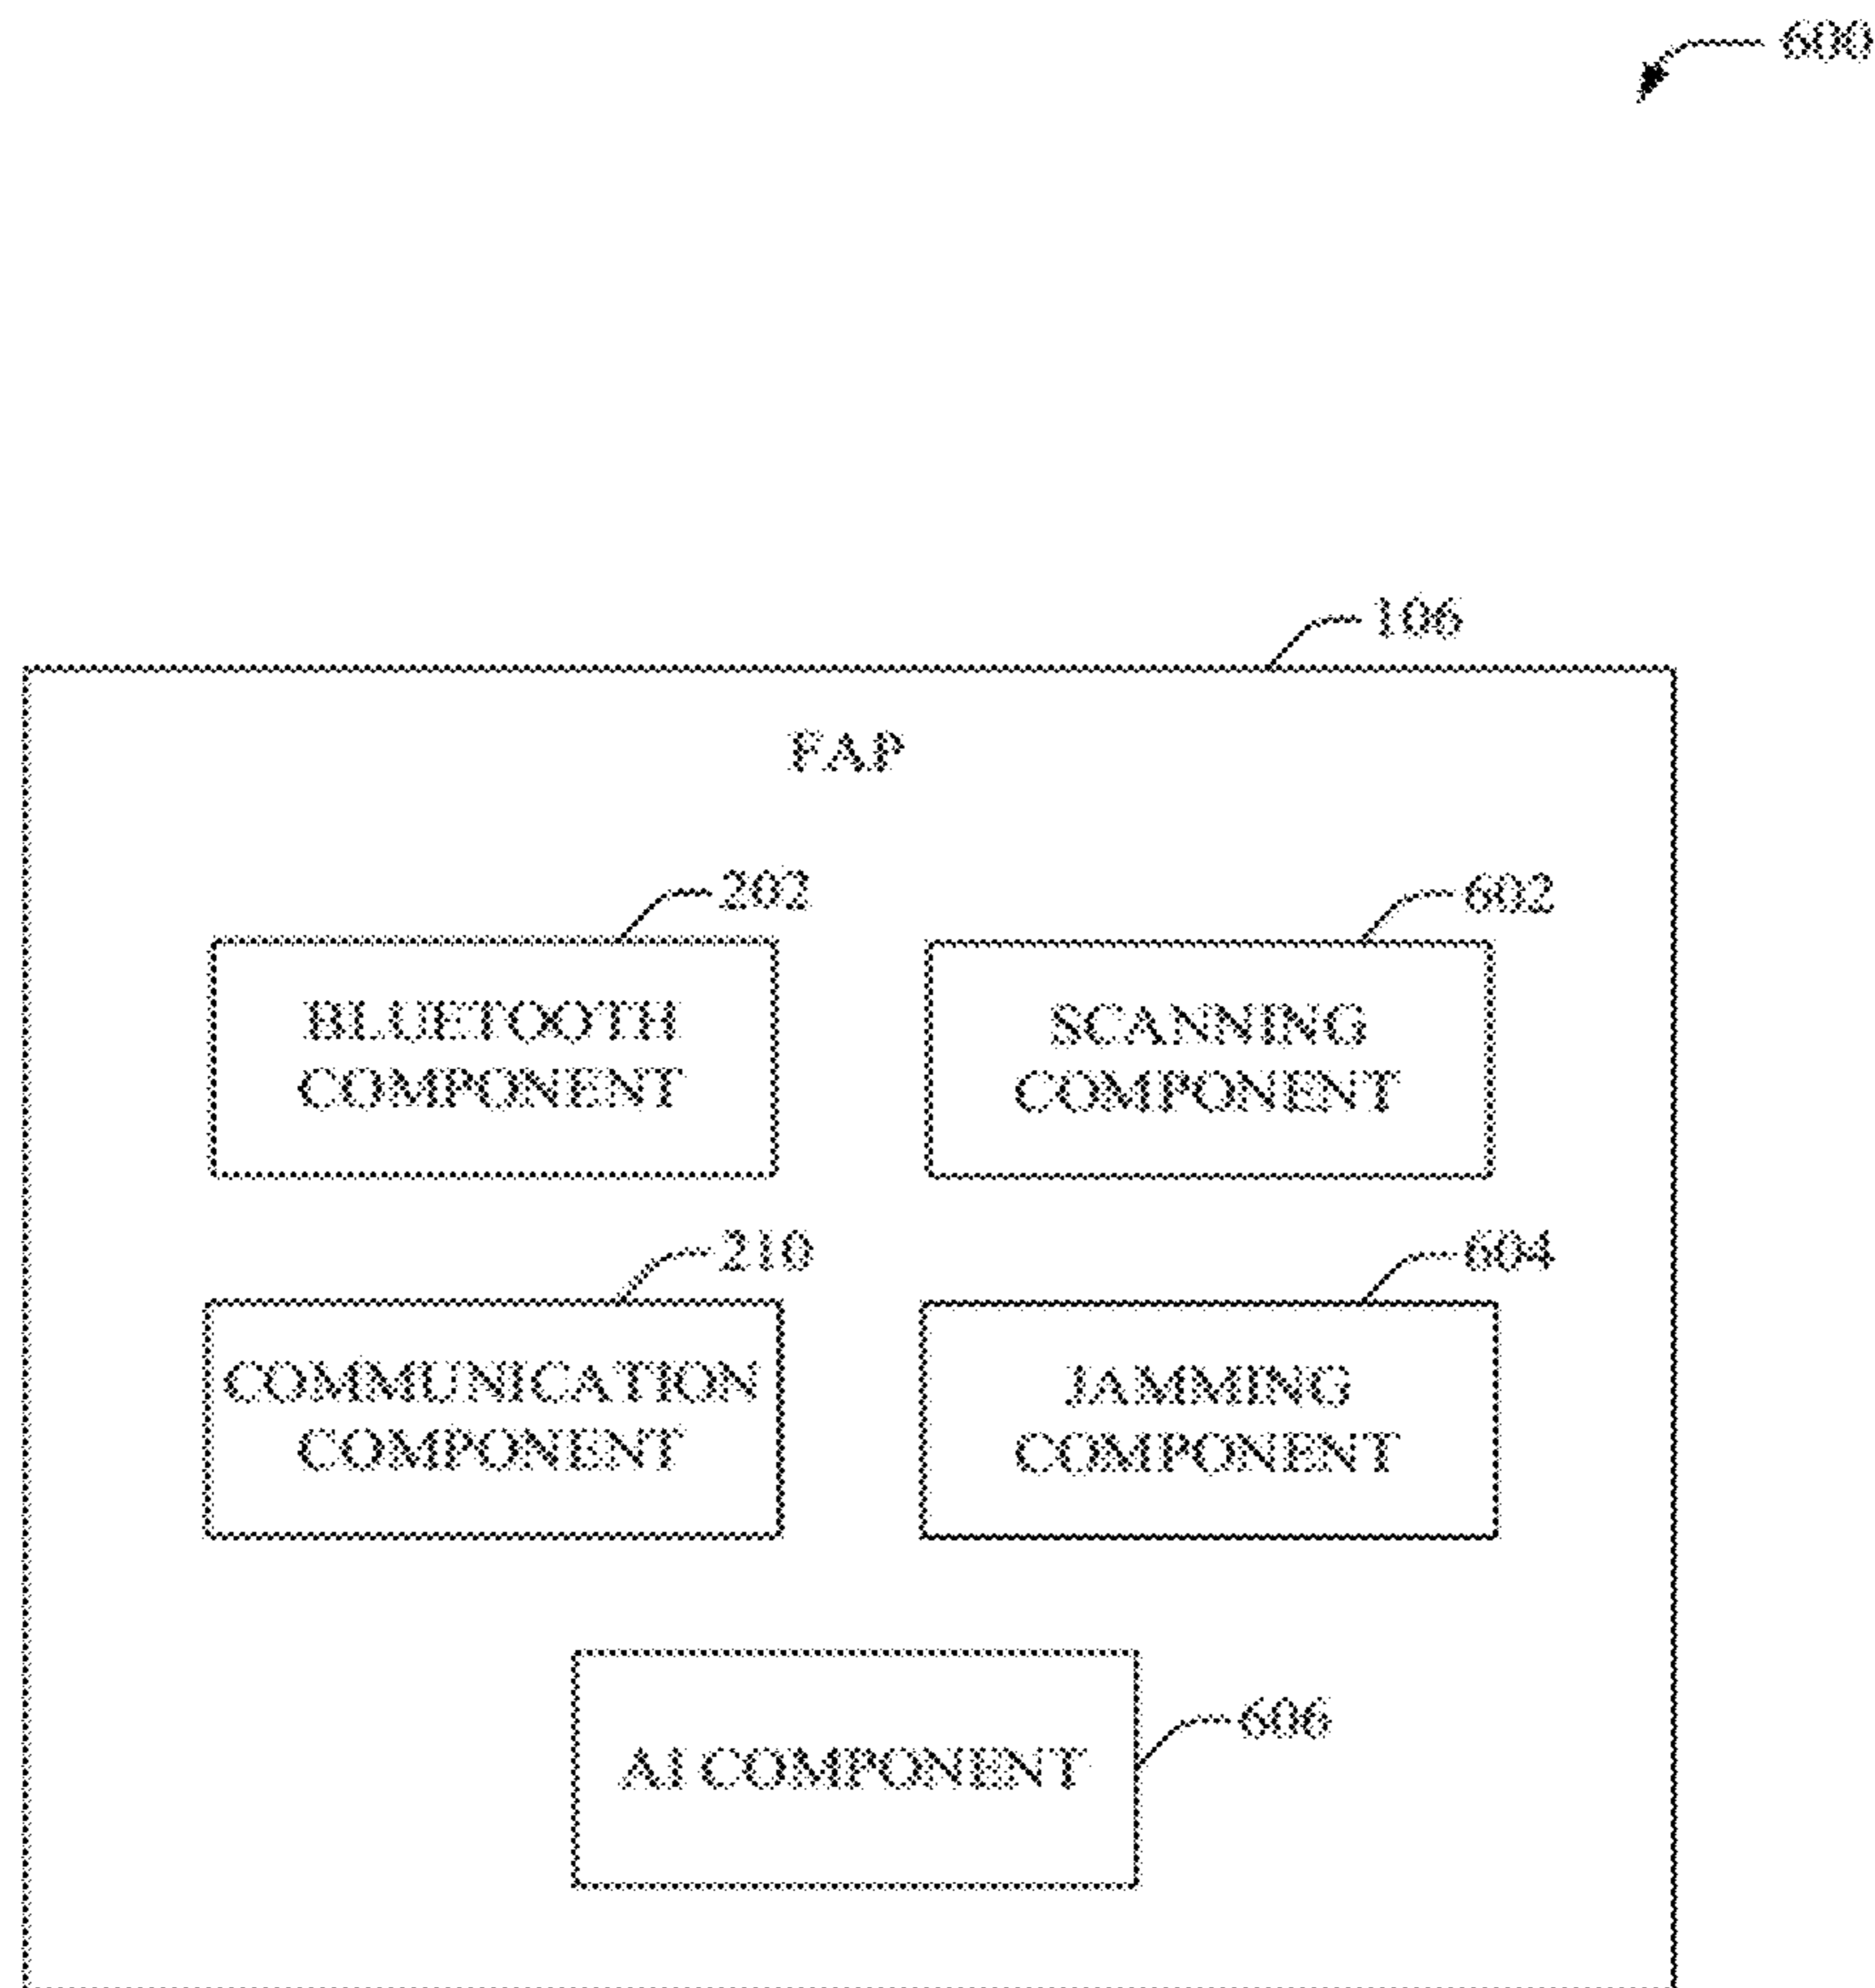 600
106
FAP
202
602
BLUETOOTH
COMPONENT
SCANNING
COMPONENT
210
604
COMMUNICATION
COMPONENT
JAMMING
COMPONENT
606
AI COMPONENT